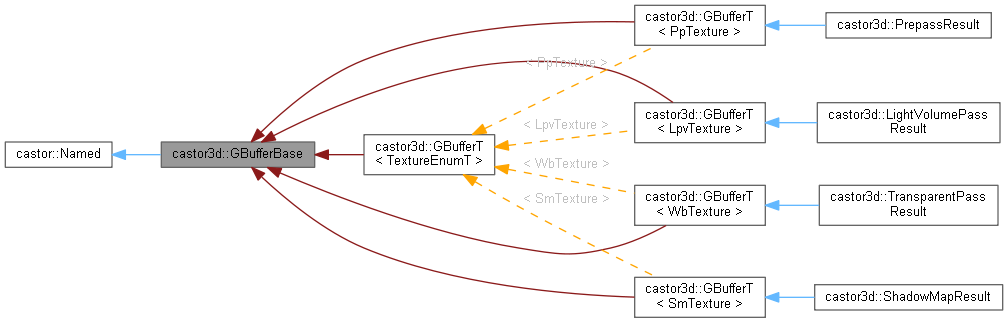 castor3d::GBufferT
< PpTexture >
castor3d::PrepassResult
< PpTexture >
castor3d::GBufferT
< LpvTexture >
castor3d::LightVolumePass
Result
< LpvTexture >
castor::Named
castor3d::GBufferBase
castor3d::GBufferT
< TextureEnumT >
< WbTexture >
castor3d::GBufferT
< WbTexture >
castor3d::TransparentPass
Result
< SmTexture >
castor3d::GBufferT
< SmTexture >
castor3d::ShadowMapResult